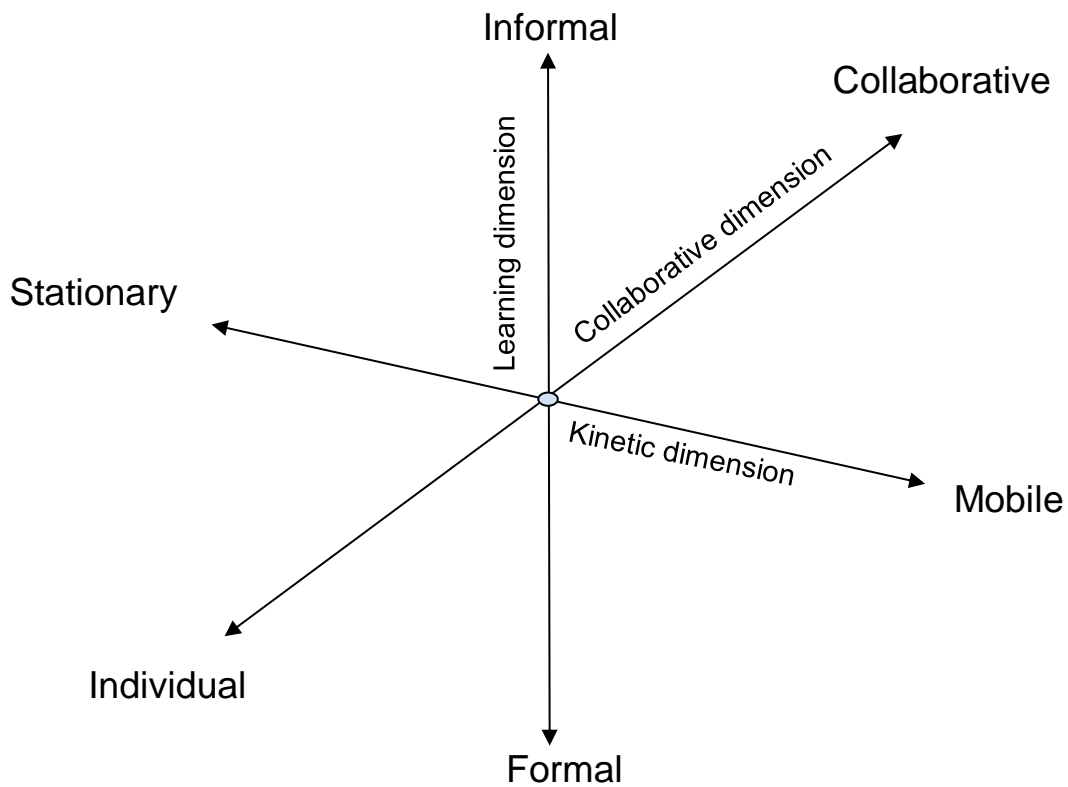 Informal
Collaborative
Learning dimension
Collaborative dimension
Stationary
Kinetic dimension
Mobile
Individual
Formal